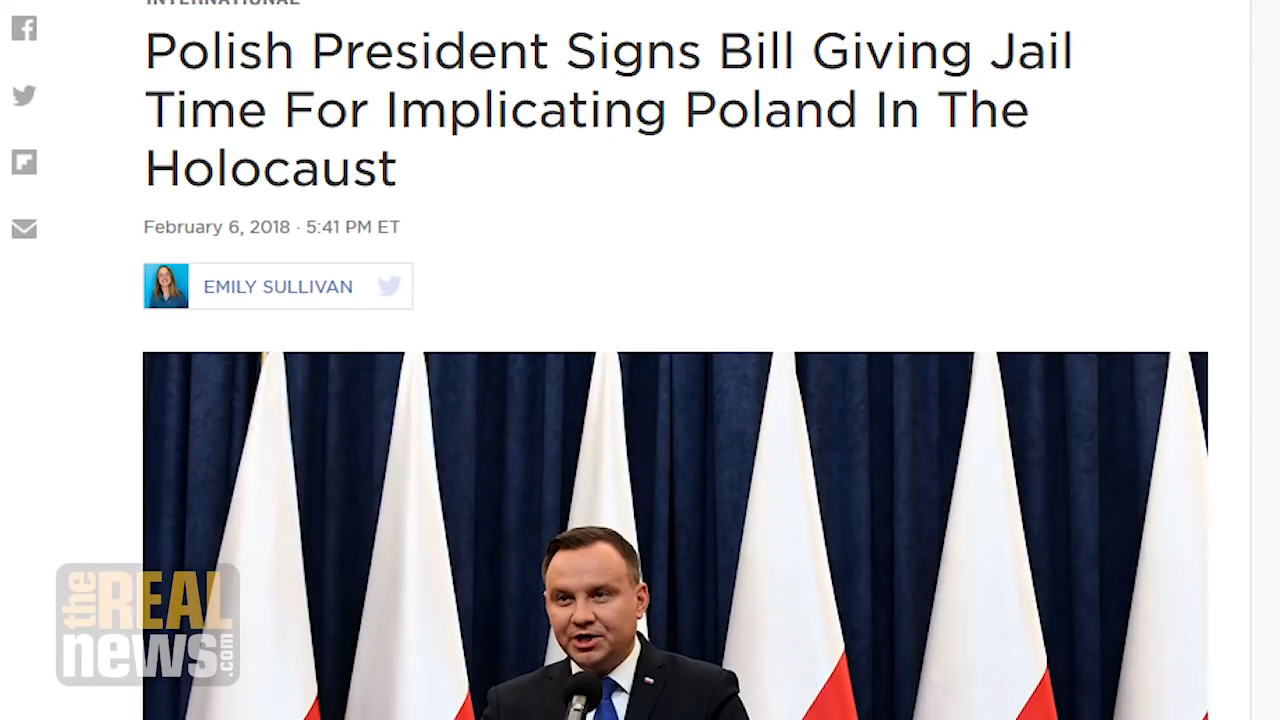 INTERNATIONAL
Polish President Signs Bill Giving Jail
Time For Implicating Poland In The
Holocaust
February 6, 2018 · 5:41 PM ET
EMILY SULLIVAN
the REAL
news.com